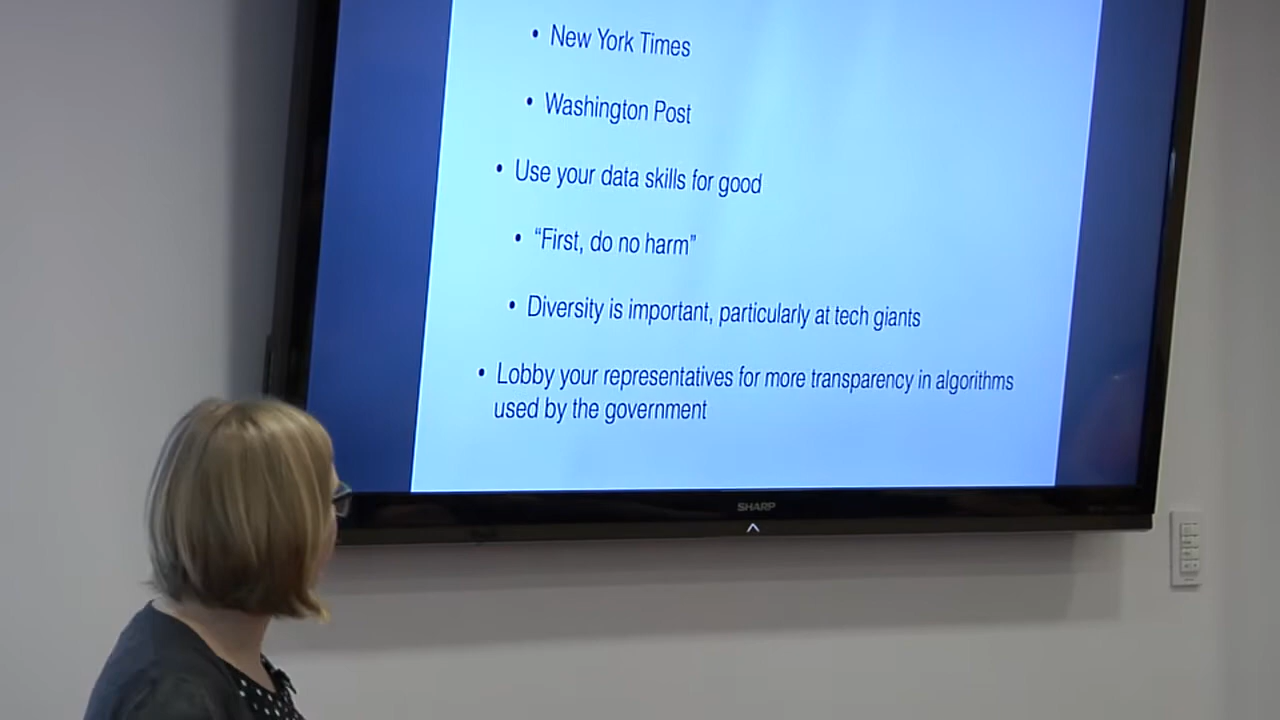 • New York Times
• Washington Post
• Use your data skills for good
• “First, do no harm”
• Diversity is important, particularly at tech giants
• Lobby your representatives for more transparency in algorithms
used by the government
SHARP